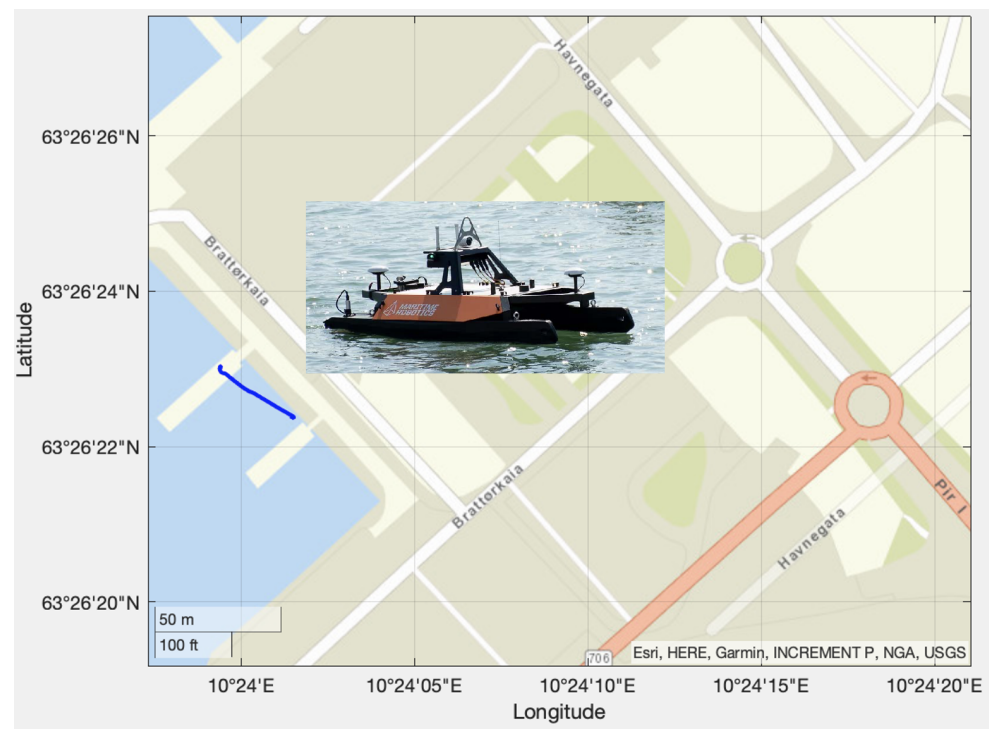 Havnegata
63°26'26"N
Brattørkaia
63°26'24"N
MARITIME
ROBOTICS
Latitude
63°26'22"N
Brattørkaia
Pir I
Havnegata
63°26'20"N
50 m
100 ft
706
Esri, HERE, Garmin, INCREMENT P, NGA, USGS
10°24'E
10°24'05"E
10°24'10"E
10°24'15"E
10°24'20"E
Longitude